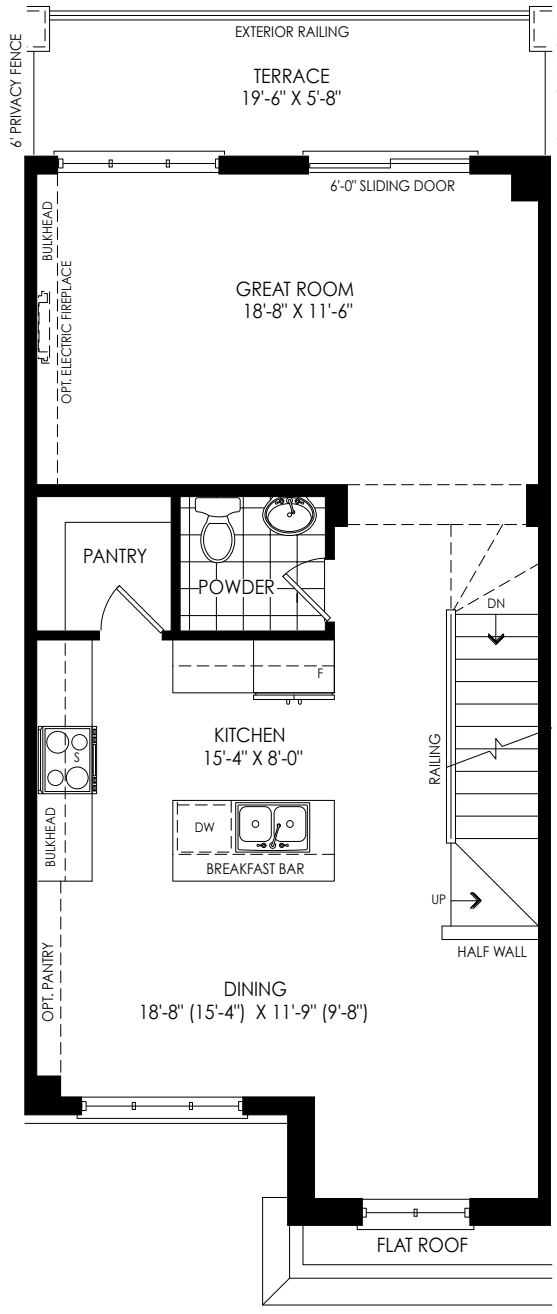 EXTERIOR RAILING
6' PRIVACY FENCE
TERRACE
19'-6" X 5'-8"
6'-0" SLIDING DOOR
BULKHEAD
OPT. ELECTRIC FIREPLACE
GREAT ROOM
18'-8" X 11'-6"
PANTRY
POWDER
DN
F
KITCHEN
15'-4" X 8'-0"
S
RAILING
DW
BULKHEAD
BREAKFAST BAR
UP
HALF WALL
OPT. PANTRY
DINING
18'-8" (15'-4") X 11'-9" (9'-8")
FLAT ROOF